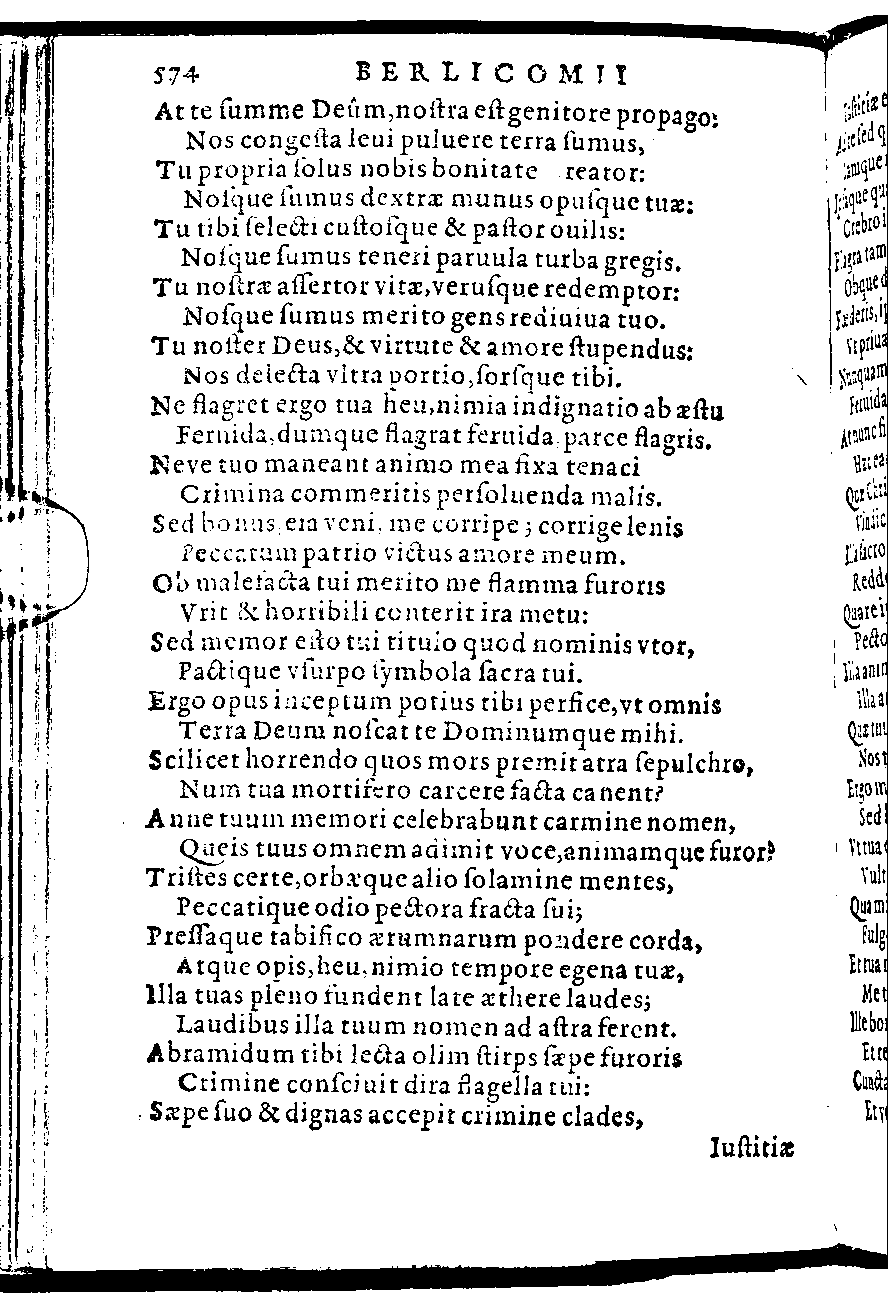 574 BERLICOMII
At te ſumme Deûm,noſtra eſt genitore propago:
Nos congeſta leui puluere terra ſumus,
Tu propria ſolus nobis bonitate reator:
Noſque ſumus dextræ munus opuſque tuæ:
Tu tibi ſelecti cuſtoſque & paſtor ouilis:
Noſque ſumus teneri paruula turba gregis.
Tu noſtræ aſſertor vitæ,veruſque redemptor:
Noſque ſumus merito gens rediuiua tuo.
Tu noſter Deus,& virtute & amore ſtupendus:
Nos delecta vltra portio,ſorſque tibi.
Ne flagret ergo tua heu,nimia indignatio ab æſtu
Feruida,dumque flagrat feruida,parce flagris.
Neve tuo maneant animo mea fixa tenaci
Crimina commeritis perſoluenda malis.
Sed bonus,eia veni, me corripe; corrige lenis
Peccatum patrio victus amore meum.
Ob malefacta tui merito me flamma furoris
Vrit & horribili conterit ira metu:
Sed memor eſto tui titulo quod nominis vtor,
Pactique vſurpo ſymbola ſacra tui.
Ergo opus inceptum potius tibi perfice,vt omnis
Terra Deum noſcat te Dominumque mihi.
Scilicet horrendo quos mors premit atra ſepulchro,
Num tua mortifero carcere facta canent?
Anne tuum memori celebrabunt carmine nomen,
Queis tuus omnem adimit voce,animamque furor?
Triſtes certe,orbæque alio ſolamine mentes,
Peccatique odio pectora fracta ſui;
Preſſaque tabifico ærumnarum pondere corda,
Atque opis,heu,nimio tempore egena tuæ,
Illa tuas pleno fundent late æthere laudes;
Laudibus illa tuum nomen ad aſtra ferent.
Abramidum tibi lecta olim ſtirps ſæpe furoris
Crimine conſciuit dira flagella tui:
Sæpe ſuo & dignas accepit crimine clades,
Iuſtitiæ